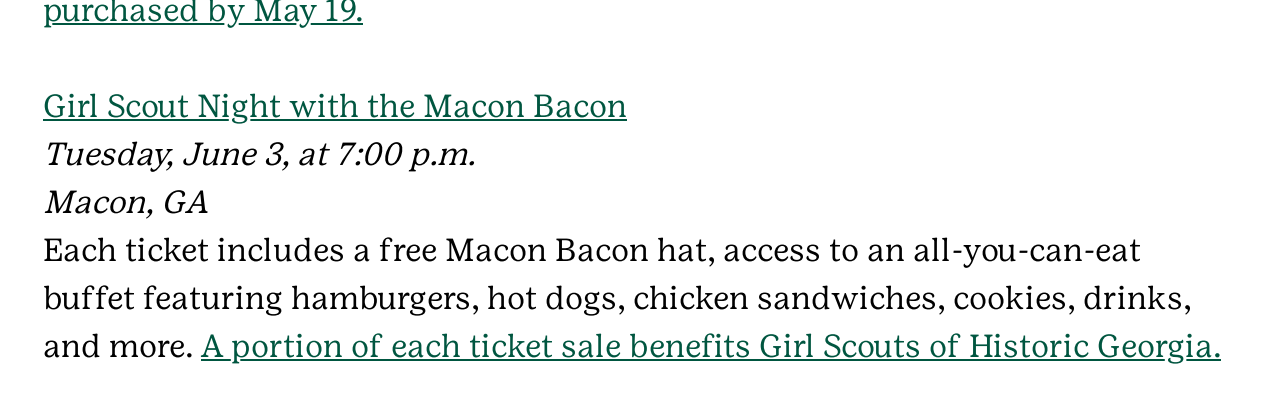 purchased by May 19.
Girl Scout Night with the Macon Bacon
Tuesday, June 3, at 7:00 p.m.
Macon, GA
Each ticket includes a free Macon Bacon hat, access to an all-you-can-eat
buffet featuring hamburgers, hot dogs, chicken sandwiches, cookies, drinks,
and more. A portion of each ticket sale benefits Girl Scouts of Historic Georgia.